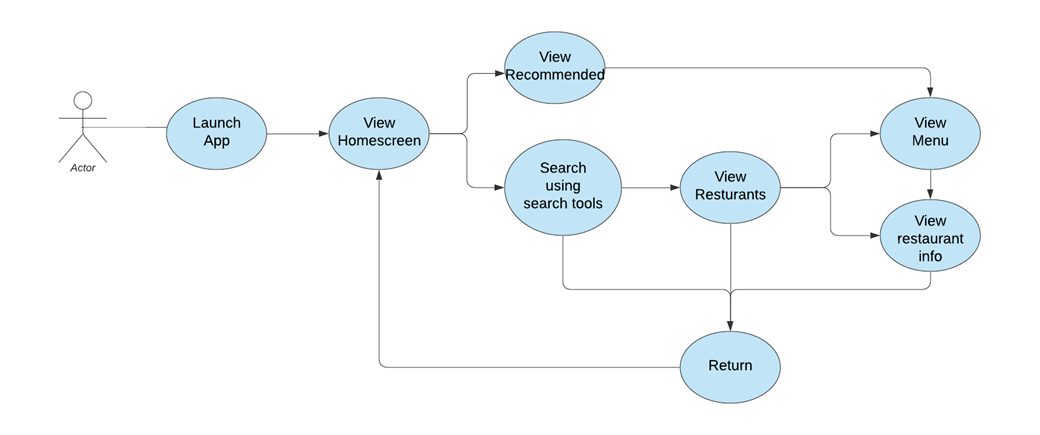 Actor
Launch
App
View
Homescreen
View
Recommended
Search
using
search tools
View
Resturants
View
Menu
View
restaurant
info
Return